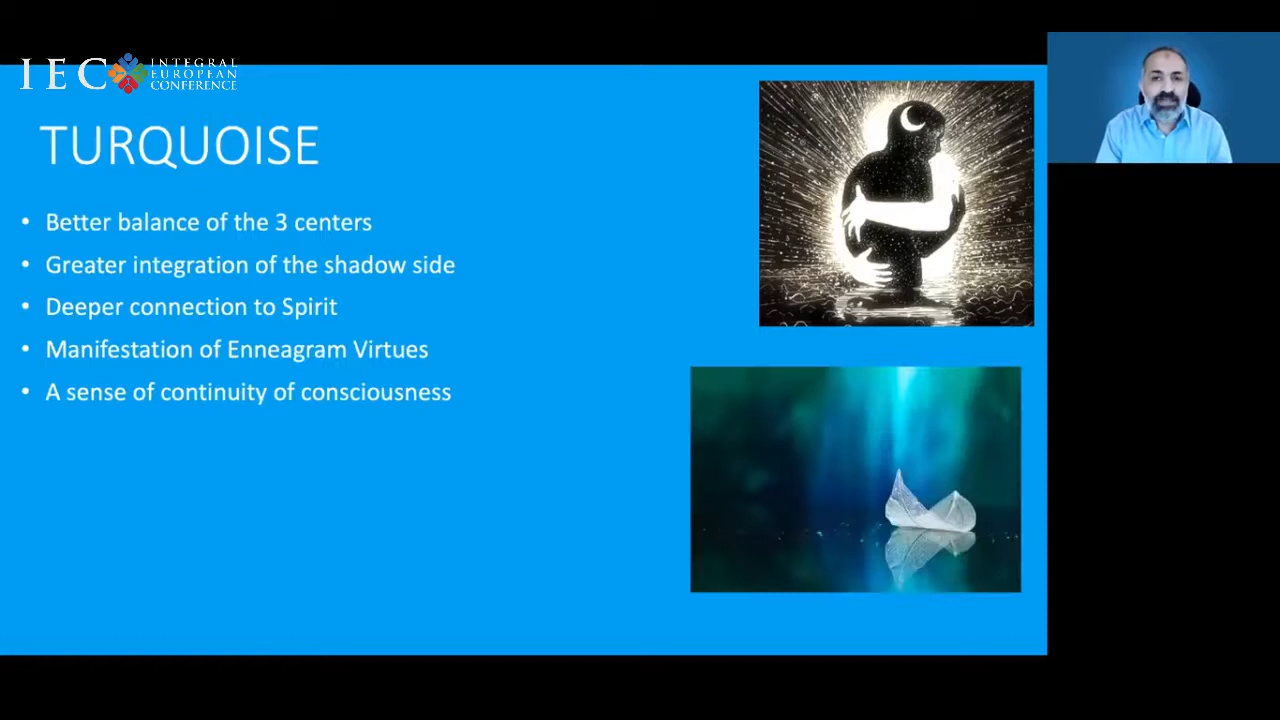 IEC INTEGRAL
EUROPEAN
CONFERENCE
TURQUOISE
• Better balance of the 3 centers
• Greater integration of the shadow side
• Deeper connection to Spirit
• Manifestation of Enneagram Virtues
• A sense of continuity of consciousness